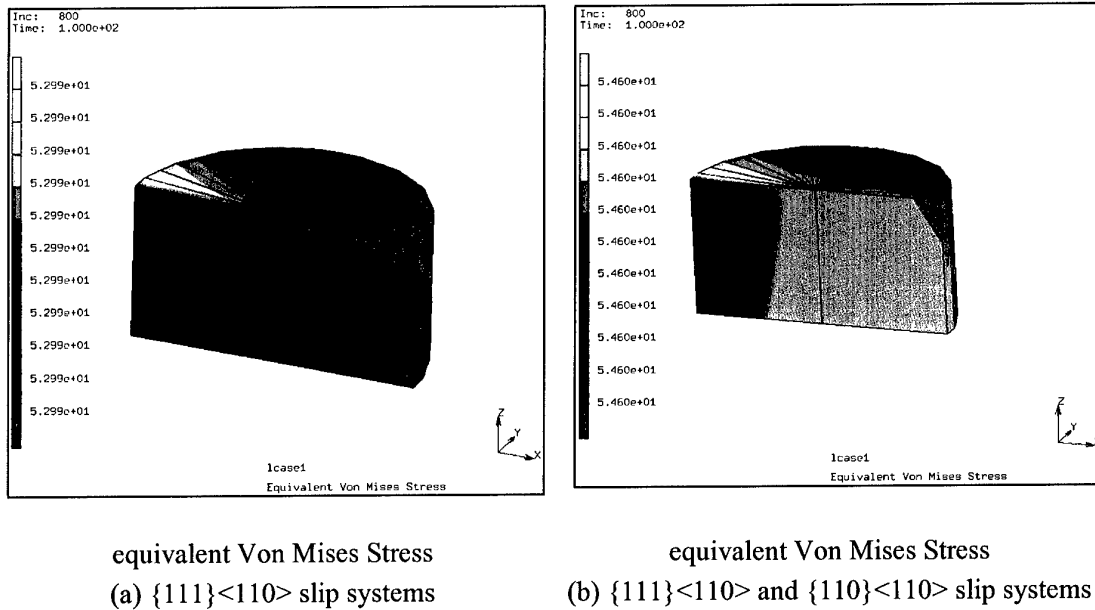 Inc: 800
Time: 1.000e+02
5.299e+01
5.299e+01
5.299e+01
5.299e+01
5.299e+01
5.299e+01
5.299e+01
5.299e+01
5.299e+01
5.299e+01
5.299e+01
Z
Y
X
lcase1
Equivalent Von Mises Stress
Inc: 800
Time: 1.000e+02
5.460e+01
5.460e+01
5.460e+01
5.460e+01
5.460e+01
5.460e+01
5.460e+01
5.460e+01
5.460e+01
5.460e+01
5.460e+01
Z
Y
lcase1
Equivalent Von Mises Stress
equivalent Von Mises Stress
(a) {111}<110> slip systems
equivalent Von Mises Stress
(b) {111}<110> and {110}<110> slip systems